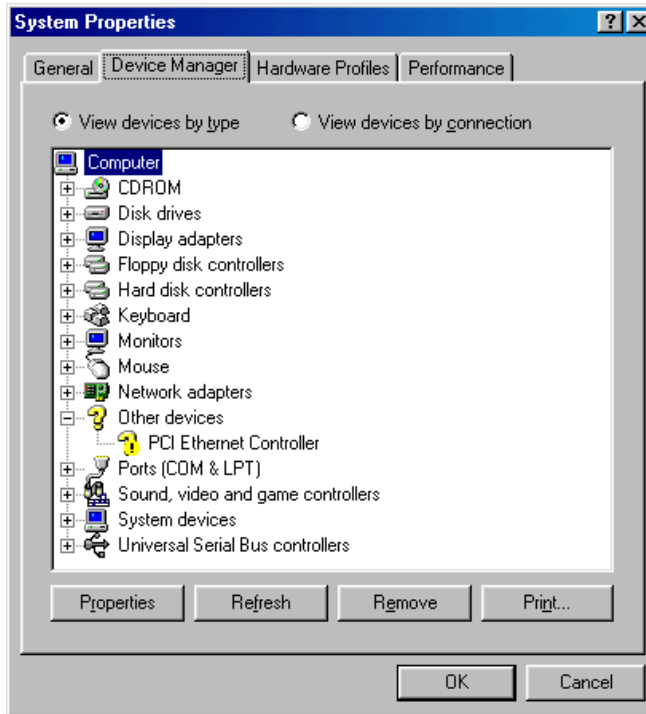 System Properties
General Device Manager Hardware Profiles Performance
View devices by type View devices by connection
Computer
CDROM
Disk drives
Display adapters
Floppy disk controllers
Hard disk controllers
Keyboard
Monitors
Mouse
Network adapters
Other devices
PCI Ethernet Controller
Ports (COM & LPT)
Sound, video and game controllers
System devices
Universal Serial Bus controllers
Properties Refresh Remove Print...
OK Cancel